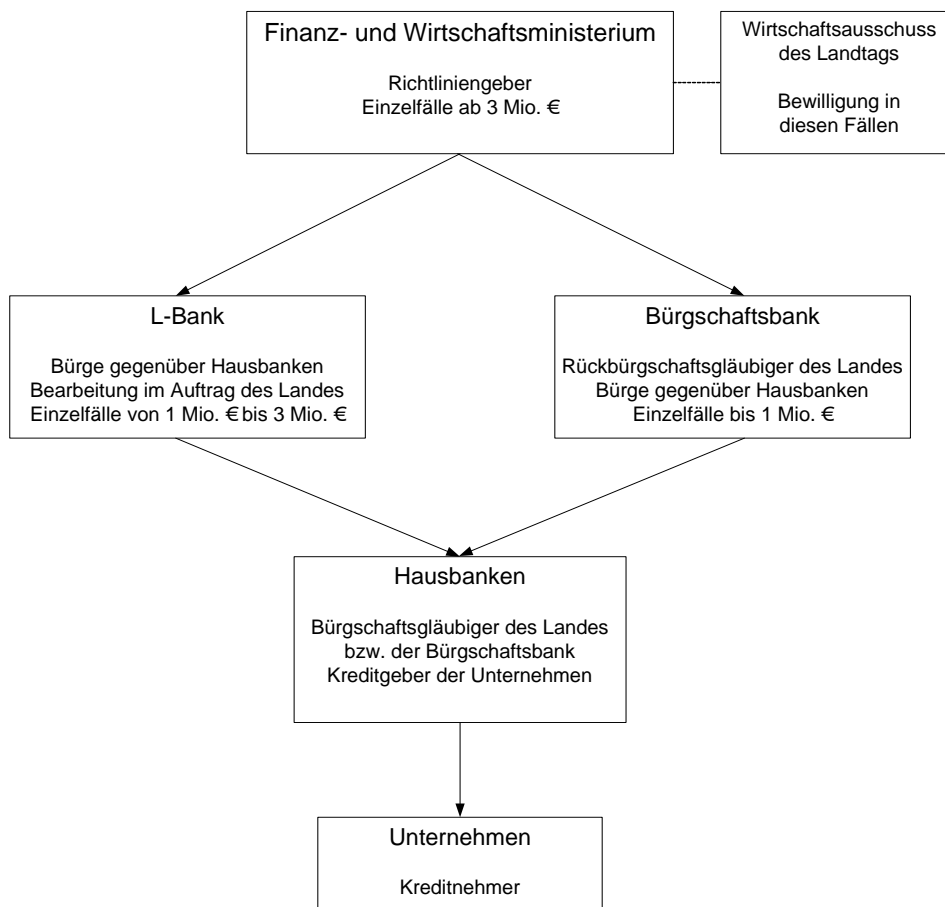 Finanz- und Wirtschaftsministerium
Richtliniengeber
Einzelfälle ab 3 Mio. €
Wirtschaftsausschuss
des Landtags
Bewilligung in
diesen Fällen
L-Bank
Bürge gegenüber Hausbanken
Bearbeitung im Auftrag des Landes
Einzelfälle von 1 Mio. € bis 3 Mio. €
Bürgschaftsbank
Rückbürgschaftsgläubiger des Landes
Bürge gegenüber Hausbanken
Einzelfälle bis 1 Mio. €
Hausbanken
Bürgschaftsgläubiger des Landes
bzw. der Bürgschaftsbank
Kreditgeber der Unternehmen
Unternehmen
Kreditnehmer